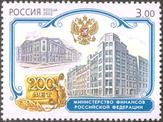 РОССИЯ
3.00
200
ЛЕТ
МИНИСТЕРСТВО ФИНАНСОВ
РОССИЙСКОЙ ФЕДЕРАЦИИ